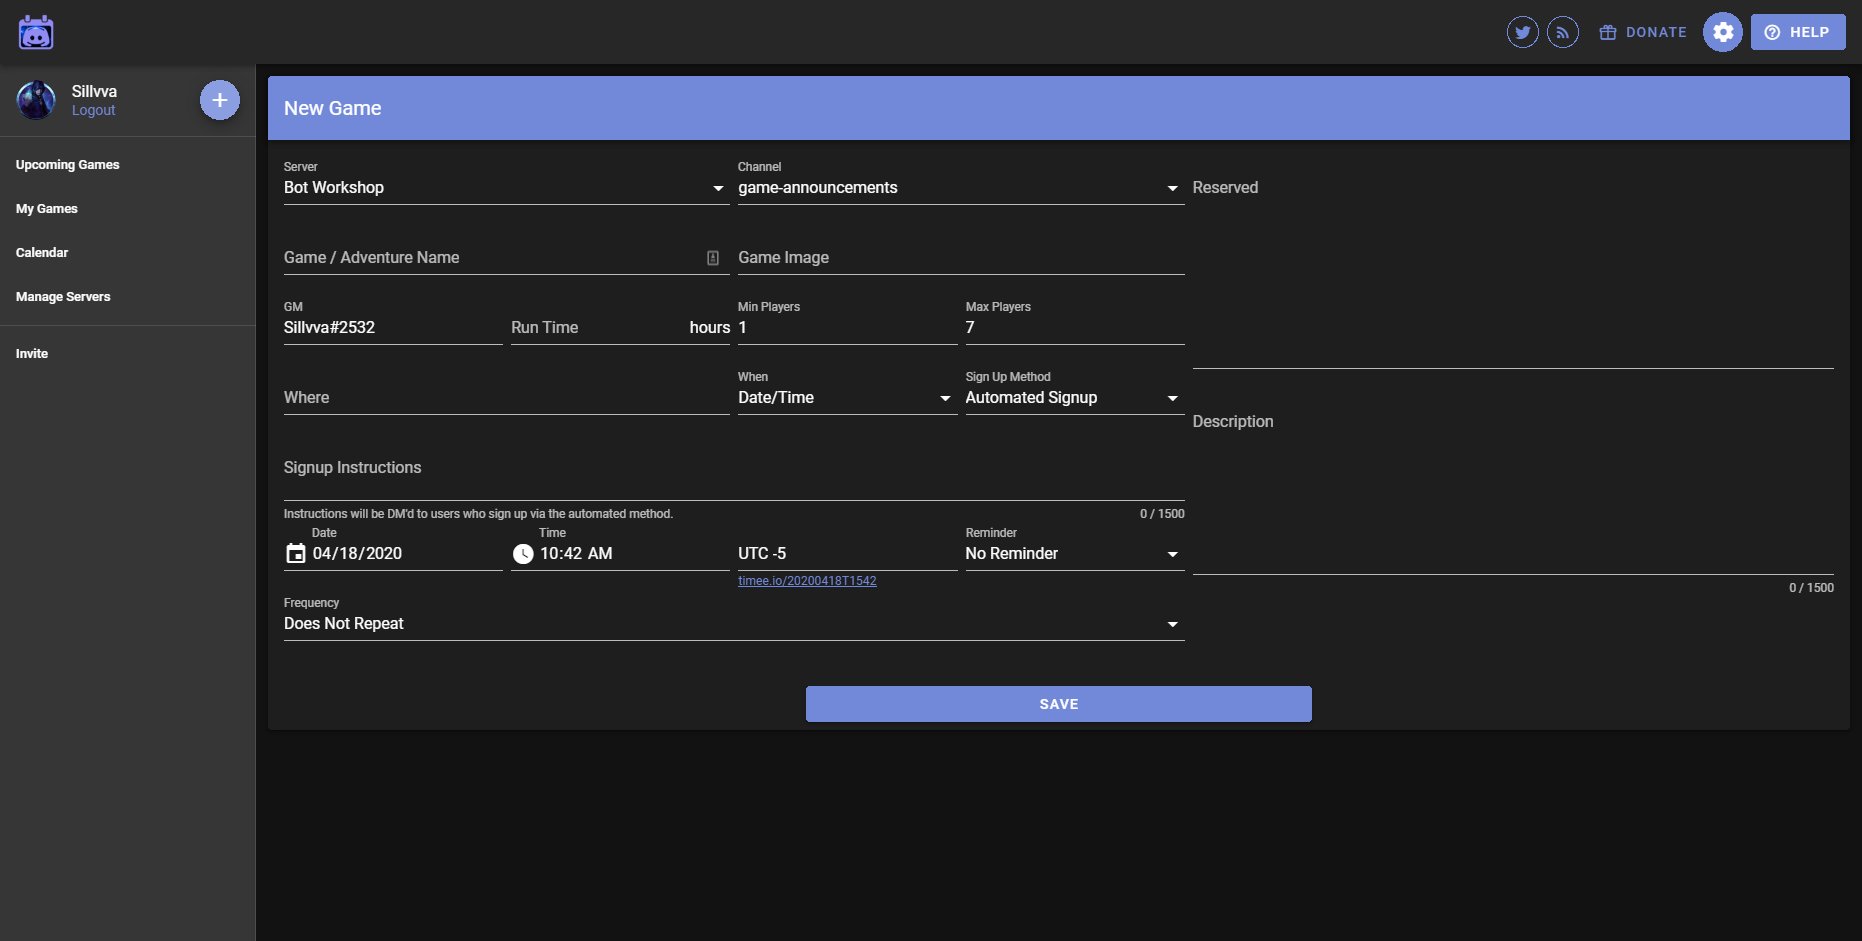 DONATE
HELP
Sillvva
Logout
Upcoming Games
My Games
Calendar
Manage Servers
Invite
New Game
Server
Bot Workshop
Channel
game-announcements
Reserved
Game / Adventure Name
Game Image
GM
Sillvva#2532
Run Time
hours
Min Players
1
Max Players
7
Where
When
Date/Time
Sign Up Method
Automated Signup
Description
Signup Instructions
Instructions will be DM'd to users who sign up via the automated method.
0 / 1500
Date
04/18/2020
Time
10:42 AM
UTC -5
timee.io/20200418T1542
Reminder
No Reminder
0 / 1500
Frequency
Does Not Repeat
SAVE